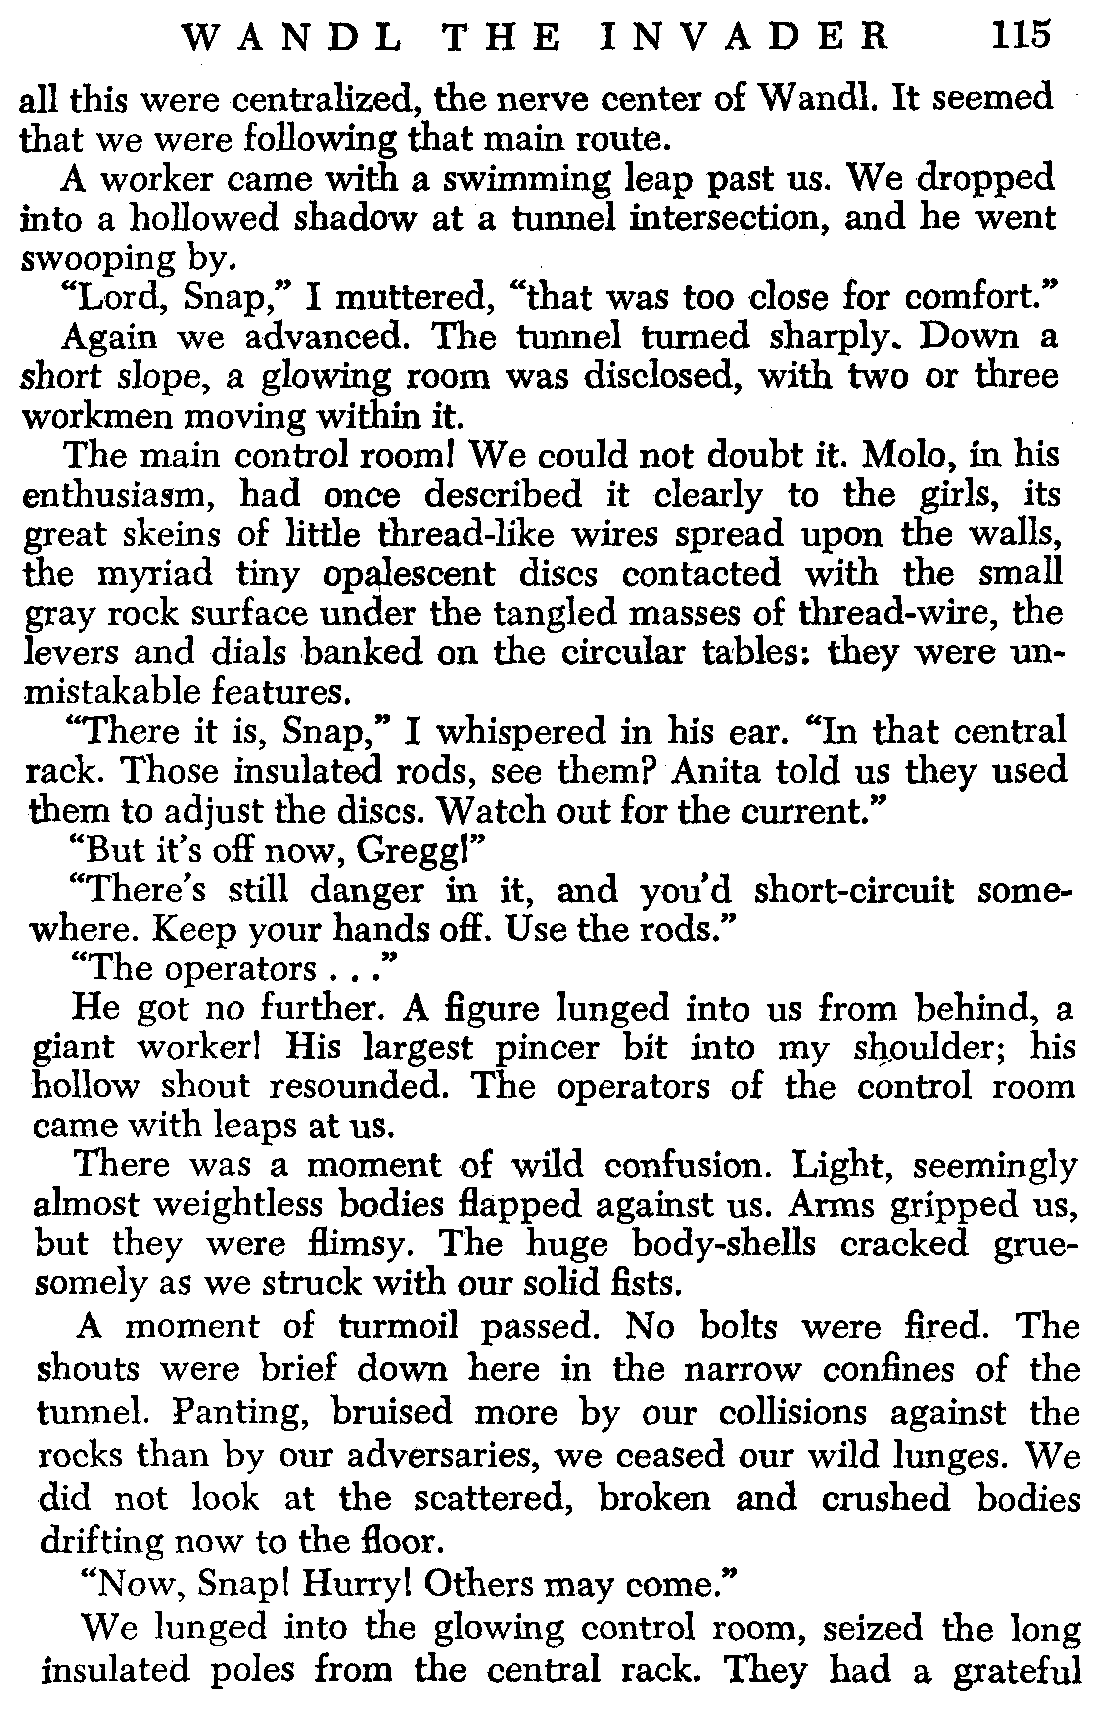 WANDL THE INVADER 115
all this were centralized, the nerve center of Wandl. It seemed
that we were following that main route.
A worker came with a swimming leap past us. We dropped
into a hollowed shadow at a tunnel intersection, and he went
swooping by.
“Lord, Snap,” I muttered, “that was too close for comfort.”
Again we advanced. The tunnel turned sharply. Down a
short slope, a glowing room was disclosed, with two or three
workmen moving within it.
The main control room! We could not doubt it. Molo, in his
enthusiasm, had once described it clearly to the girls, its
great skeins of little thread-like wires spread upon the walls,
the myriad tiny opalescent discs contacted with the small
gray rock surface under the tangled masses of thread-wire, the
levers and dials banked on the circular tables: they were un-
mistakable features.
“There it is, Snap,” I whispered in his ear. “In that central
rack. Those insulated rods, see them? Anita told us they used
them to adjust the discs. Watch out for the current.”
“But it’s off now, Gregg!”
“There’s still danger in it, and you’d short-circuit some-
where. Keep your hands off. Use the rods.”
“The operators . . .”
He got no further. A figure lunged into us from behind, a
giant worker! His largest pincer bit into my shoulder; his
hollow shout resounded. The operators of the control room
came with leaps at us.
There was a moment of wild confusion. Light, seemingly
almost weightless bodies flapped against us. Arms gripped us,
but they were flimsy. The huge body-shells cracked grue-
somely as we struck with our solid fists.
A moment of turmoil passed. No bolts were fired. The
shouts were brief down here in the narrow confines of the
tunnel. Panting, bruised more by our collisions against the
rocks than by our adversaries, we ceased our wild lunges. We
did not look at the scattered, broken and crushed bodies
drifting now to the floor.
“Now, Snap! Hurry! Others may come.”
We lunged into the glowing control room, seized the long
insulated poles from the central rack. They had a grateful